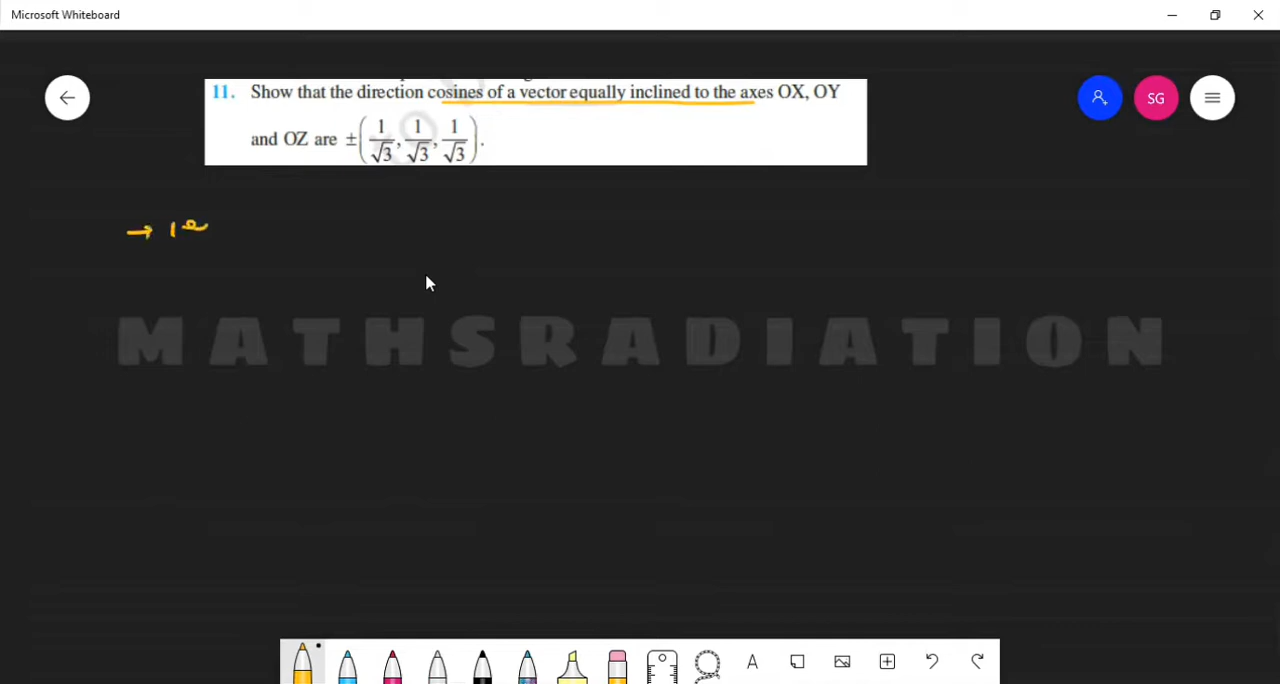 Microsoft Whiteboard
11. Show that the direction cosines of a vector equally inclined to the axes OX, OY
and OZ are ±(1/√3, 1/√3, 1/√3).
SG
→
MATHSRADIATION
A